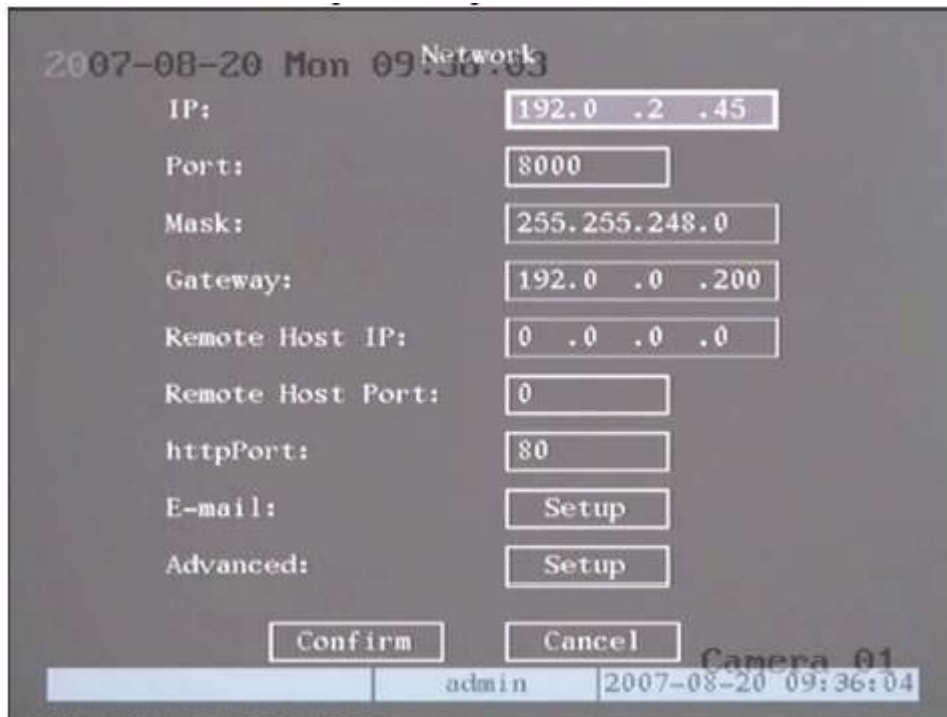 Network
2007-08-20 Mon 09:36:03
IP: 192.0 .2 .45
Port: 8000
Mask: 255.255.248.0
Gateway: 192.0 .0 .200
Remote Host IP: 0 .0 .0 .0
Remote Host Port: 0
httpPort: 80
E-mail: Setup
Advanced: Setup
Confirm Cancel
Camera 01
admin 2007-08-20 09:36:04